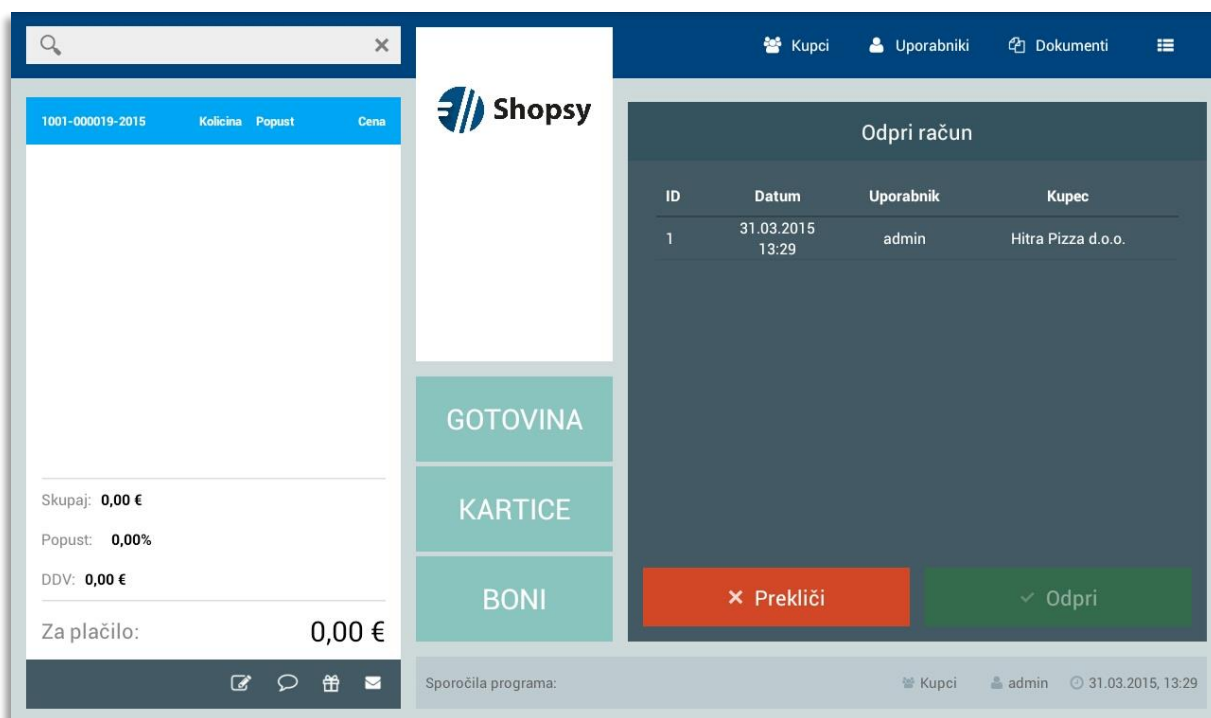 Kupci Uporabniki Dokumenti
1001-000019-2015 Kolicina Popust Cena
Skupaj: 0,00 €
Popust: 0,00%
DDV: 0,00 €
Za plačilo: 0,00 €
Shopsy
GOTOVINA
KARTICE
BONI
Odpri račun
ID Datum Uporabnik Kupec
1 31.03.2015 13:29 admin Hitra Pizza d.o.o.
Prekliči Odpri
Sporočila programa: Kupci admin 31.03.2015, 13:29